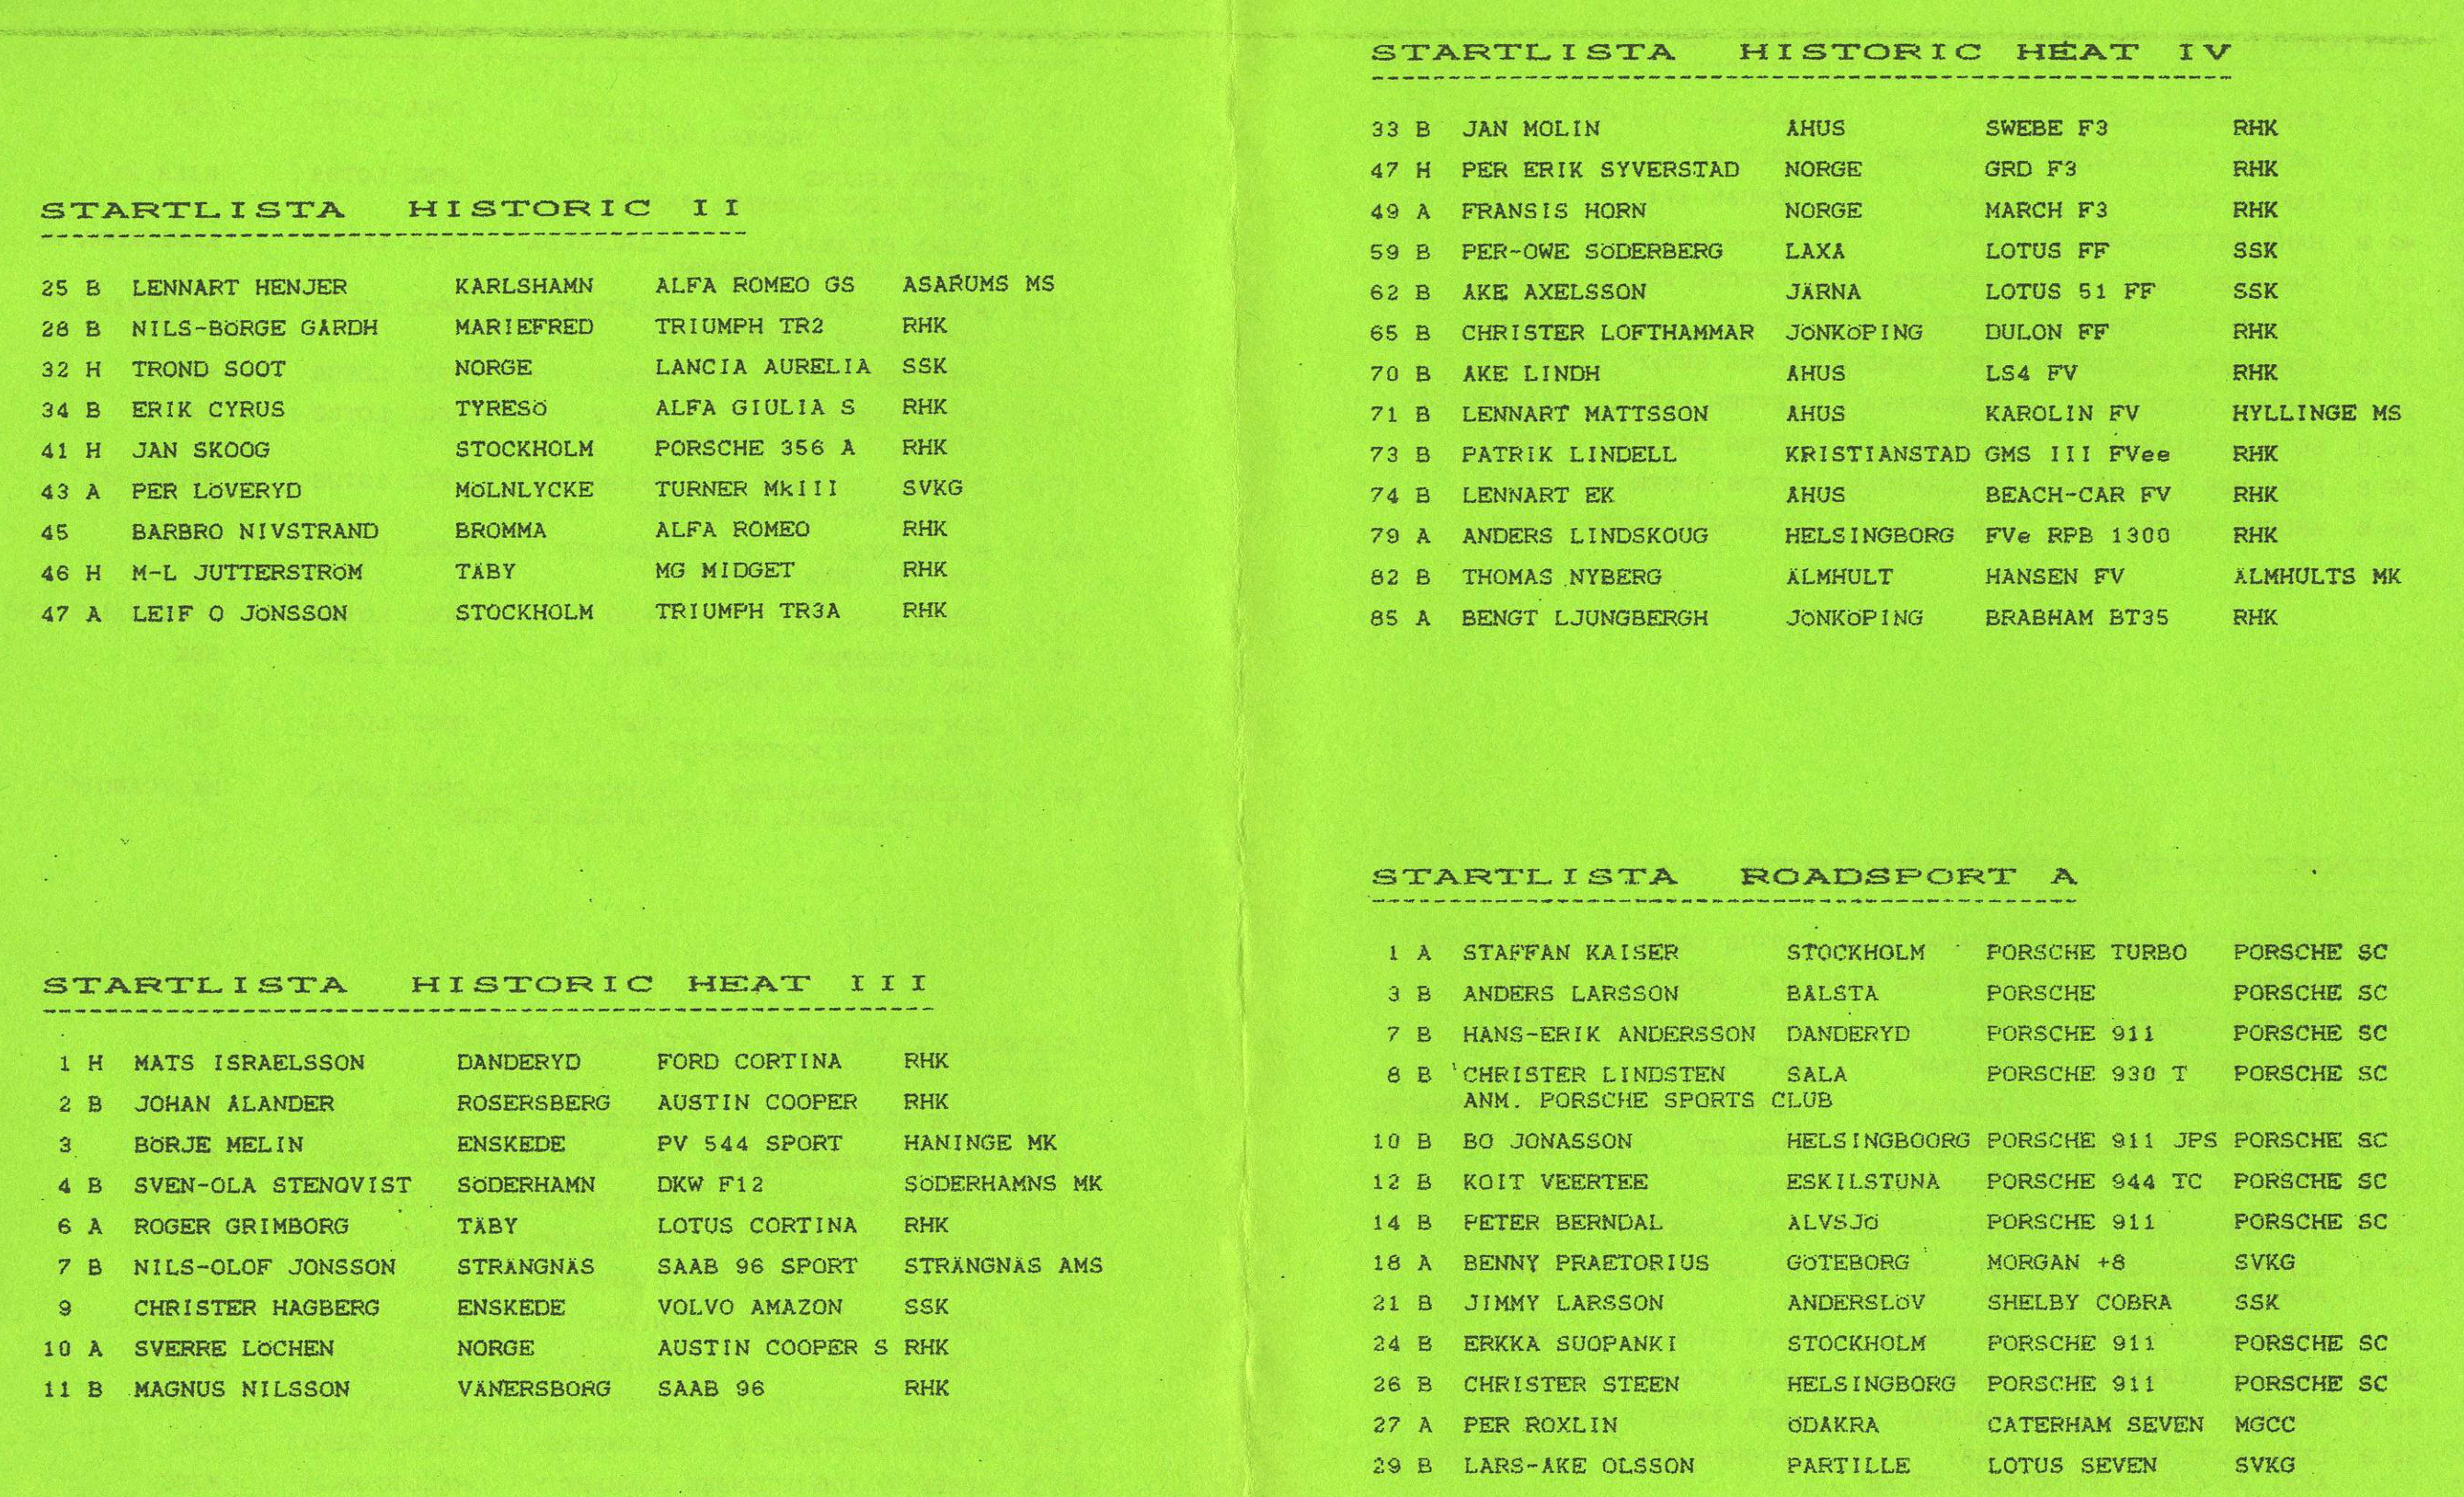 STARTLISTA HISTORIC II
25 B LENNART HENJER KARLSHAMN ALFA ROMEO GS ASARUMS MS
28 B NILS-BÖRGE GÅRDH MARIEFRED TRIUMPH TR2 RHK
32 H TROND SOOT NORGE LANCIA AURELIA SSK
34 B ERIK CYRUS TYRESÖ ALFA GIULIA S RHK
41 H JAN SKOOG STOCKHOLM PORSCHE 356 A RHK
43 A PER LÖVERYD MÖLNLYCKE TURNER MkIII SVKG
45 BARBRO NIVSTRAND BROMMA ALFA ROMEO RHK
46 H M-L JUTTERSTRÖM TÄBY MG MIDGET RHK
47 A LEIF O JÖNSSON STOCKHOLM TRIUMPH TR3A RHK
STARTLISTA HISTORIC HEAT III
1 H MATS ISRAELSSON DANDERYD FORD CORTINA RHK
2 B JOHAN ÅLANDER ROSERSBERG AUSTIN COOPER RHK
3 BÖRJE MELIN ENSKEDE PV 544 SPORT HANINGE MK
4 B SVEN-OLA STENQVIST SÖDERHAMN DKW F12 SÖDERHAMNS MK
6 A ROGER GRIMBORG TÄBY LOTUS CORTINA RHK
7 B NILS-OLOF JONSSON STRÄNGNÄS SAAB 96 SPORT STRÄNGNÄS AMS
9 CHRISTER HAGBERG ENSKEDE VOLVO AMAZON SSK
10 A SVERRE LÖCHEN NORGE AUSTIN COOPER S RHK
11 B MAGNUS NILSSON VÄNERSBORG SAAB 96 RHK
STARTLISTA HISTORIC HEAT IV
33 B JAN MOLIN ÅHUS SWEBE F3 RHK
47 H PER ERIK SYVERSTAD NORGE GRD F3 RHK
49 A FRANSIS HORN NORGE MARCH F3 RHK
59 B PER-OWE SÖDERBERG LAXÅ LOTUS FF SSK
62 B ÅKE AXELSSON JÄRNA LOTUS 51 FF SSK
65 B CHRISTER LOFTHAMMAR JÖNKÖPING DULON FF RHK
70 B ÅKE LINDH ÅHUS LS4 FV RHK
71 B LENNART MATTSSON ÅHUS KAROLIN FV HYLLINGE MS
73 B PATRIK LINDELL KRISTIANSTAD GMS III FVee RHK
74 B LENNART EK ÅHUS BEACH-CAR FV RHK
79 A ANDERS LINDSKOUG HELSINGBORG FVe RPB 1300 RHK
82 B THOMAS NYBERG ÄLMHULT HANSEN FV ÄLMHULTS MK
85 A BENGT LJUNGBERGH JÖNKÖPING BRABHAM BT35 RHK
STARTLISTA ROADSPORT A
1 A STAFFAN KAISER STOCKHOLM PORSCHE TURBO PORSCHE SC
3 B ANDERS LARSSON BÅLSTA PORSCHE PORSCHE SC
7 B HANS-ERIK ANDERSSON DANDERYD PORSCHE 911 PORSCHE SC
8 B CHRISTER LINDSTEN SALA PORSCHE 930 T PORSCHE SC
ANM. PORSCHE SPORTS CLUB
10 B BO JONASSON HELSINGBOORG PORSCHE 911 JPS PORSCHE SC
12 B KOIT VEERTEE ESKILSTUNA PORSCHE 944 TC PORSCHE SC
14 B PETER BERNDAL ÄLVSJÖ PORSCHE 911 PORSCHE SC
18 A BENNY PRAETORIUS GÖTEBORG MORGAN +8 SVKG
21 B JIMMY LARSSON ANDERSLÖV SHELBY COBRA SSK
24 B ERKKA SUOPANKI STOCKHOLM PORSCHE 911 PORSCHE SC
26 B CHRISTER STEEN HELSINGBORG PORSCHE 911 PORSCHE SC
27 A PER ROXLIN ÖDÅKRA CATERHAM SEVEN MGCC
29 B LARS-ÅKE OLSSON PARTILLE LOTUS SEVEN SVKG